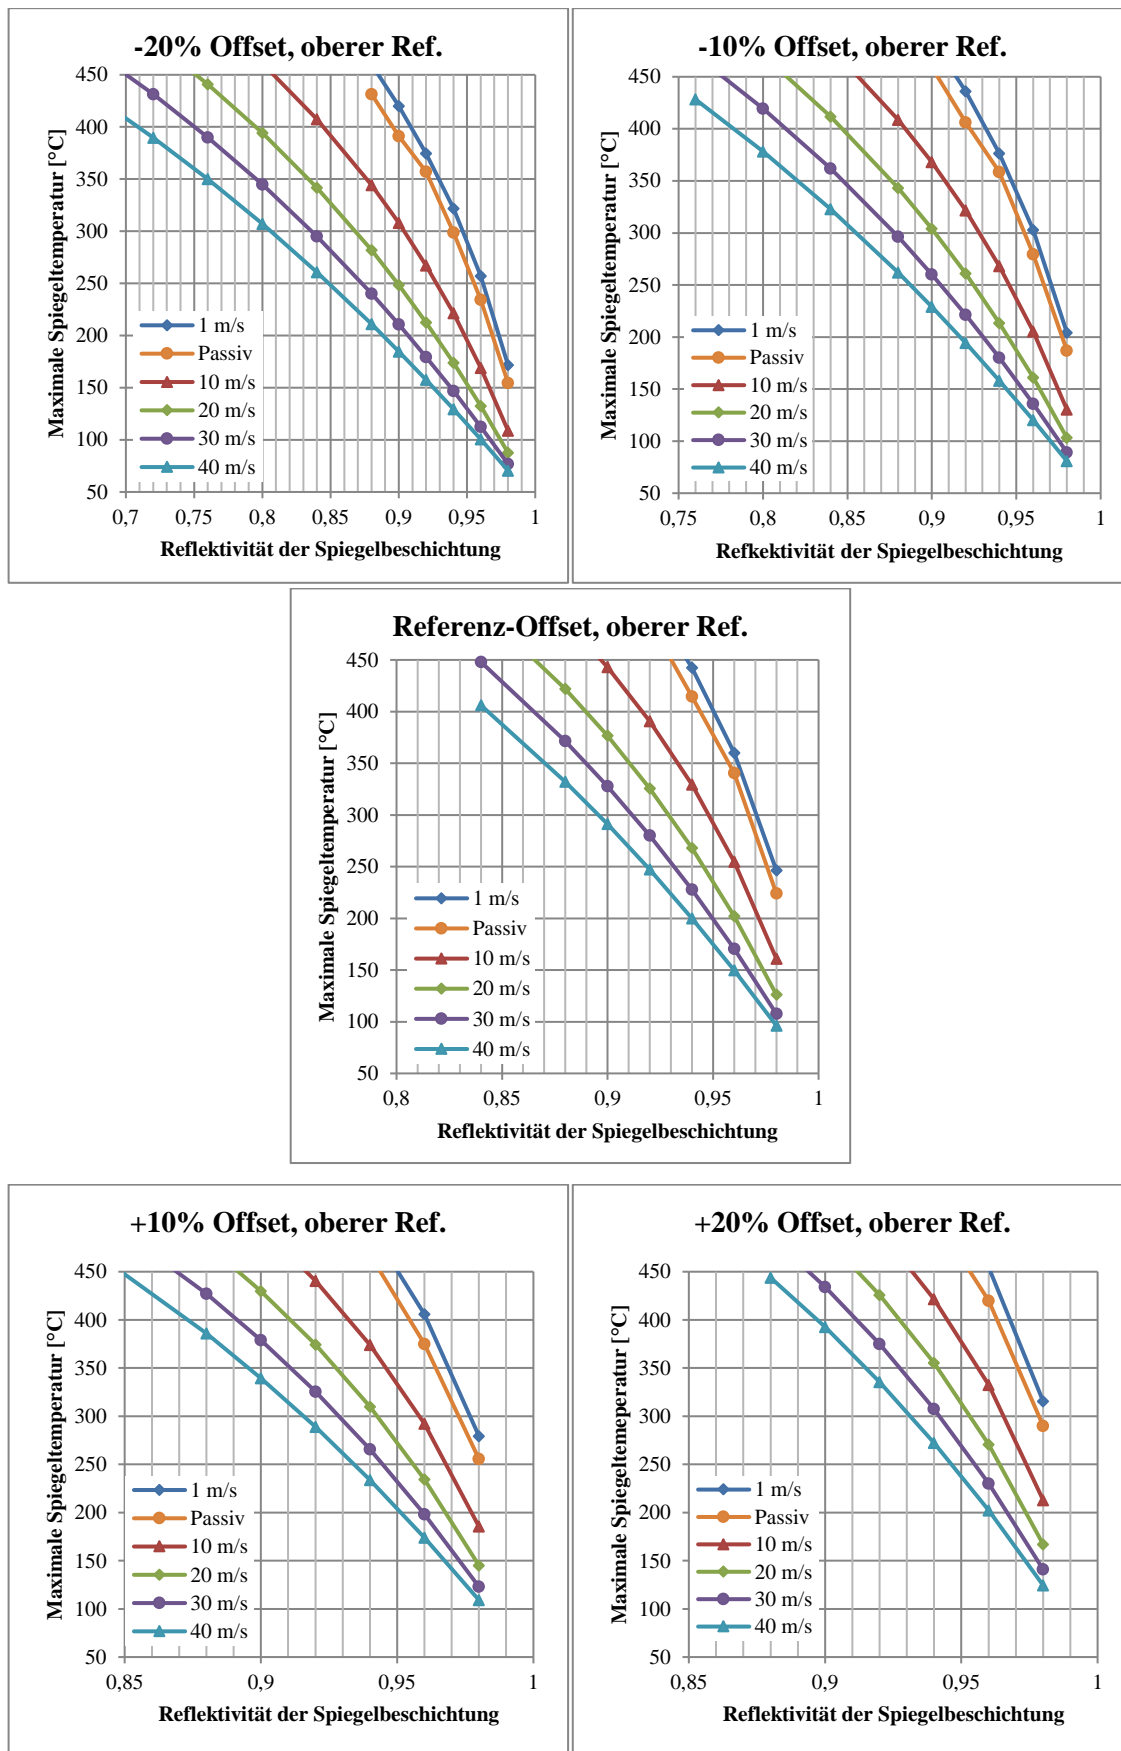 -20% Offset, oberer Ref.
450
400
350
300
250
200
150
100
50
Maximale Spiegeltemperatur [°C]
1 m/s
Passiv
10 m/s
20 m/s
30 m/s
40 m/s
0,7 0,75 0,8 0,85 0,9 0,95 1
Reflektivität der Spiegelbeschichtung
-10% Offset, oberer Ref.
450
400
350
300
250
200
150
100
50
Maximale Spiegeltemperatur [°C]
1 m/s
Passiv
10 m/s
20 m/s
30 m/s
40 m/s
0,75 0,8 0,85 0,9 0,95 1
Refkektivität der Spiegelbeschichtung
Referenz-Offset, oberer Ref.
450
400
350
300
250
200
150
100
50
Maximale Spiegeltemperatur [°C]
1 m/s
Passiv
10 m/s
20 m/s
30 m/s
40 m/s
0,8 0,85 0,9 0,95 1
Reflektivität der Spiegelbeschichtung
+10% Offset, oberer Ref.
450
400
350
300
250
200
150
100
50
Maximale Spiegeltemperatur [°C]
1 m/s
Passiv
10 m/s
20 m/s
30 m/s
40 m/s
0,85 0,9 0,95 1
Reflektivität der Spiegelbeschichtung
+20% Offset, oberer Ref.
450
400
350
300
250
200
150
100
50
Maximale Spiegeltemeperatur [°C]
1 m/s
Passiv
10 m/s
20 m/s
30 m/s
40 m/s
0,85 0,9 0,95 1
Reflektivität der Spiegelbeschichtung